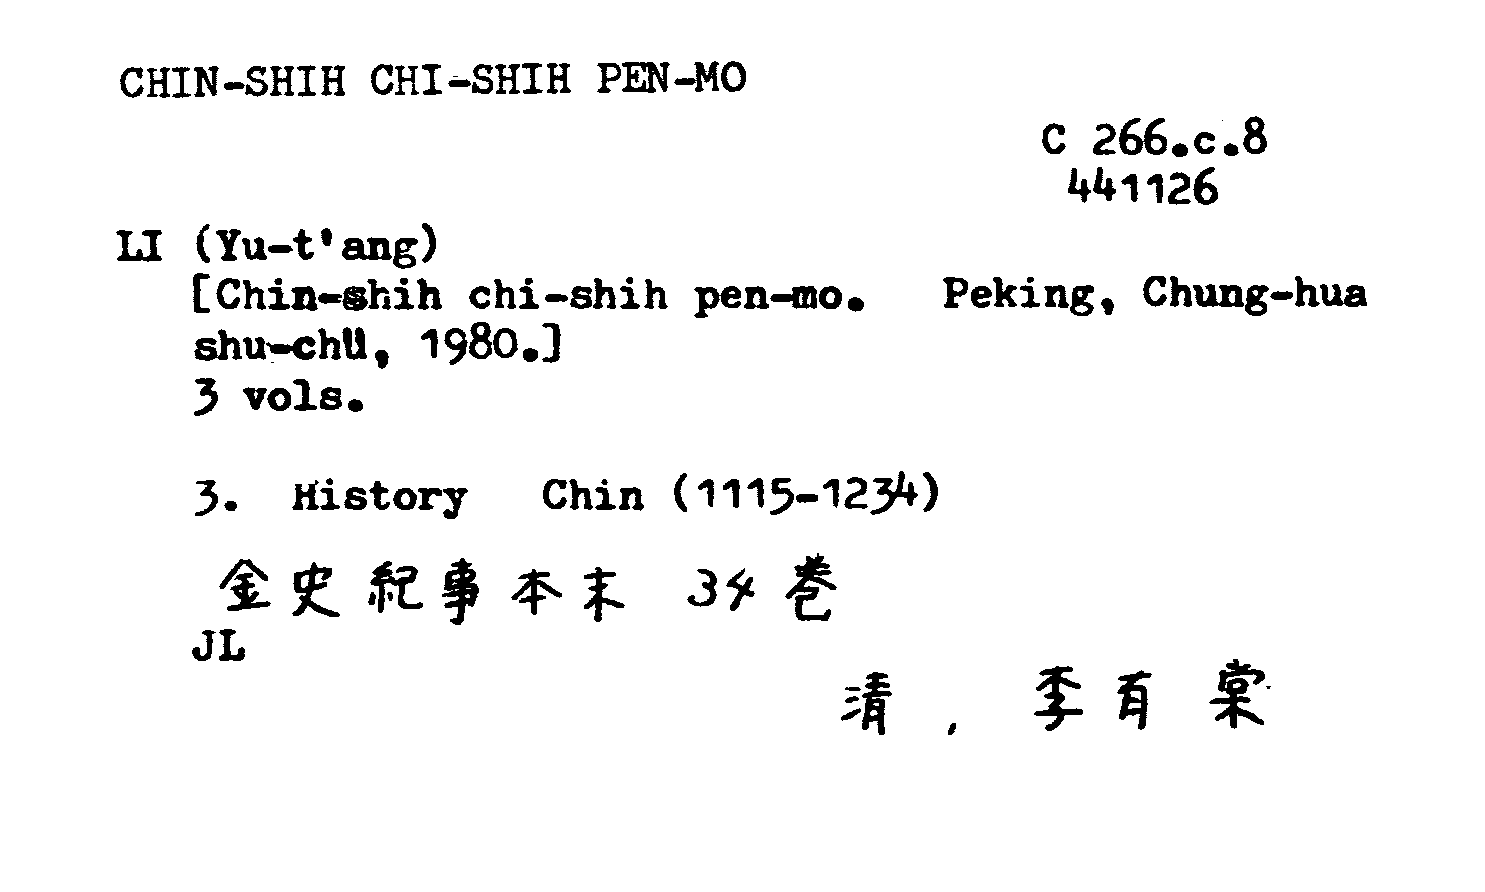 CHIN-SHIH CHI-SHIH PEN-MO
C 266.c.8
441126
LI (Yu-t'ang)
[Chin-shih chi-shih pen-mo. Peking, Chung-hua
shu-chü, 1980.]
3 vols.
3. History Chin (1115-1234)
金史紀事本末 34卷
JL
清, 李有棠